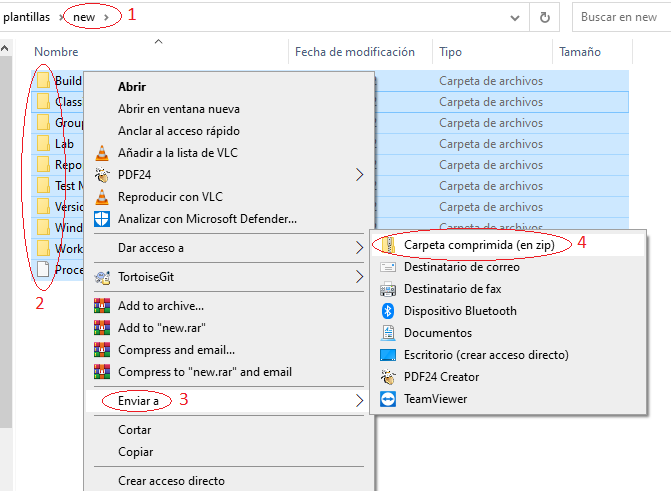 plantillas > new > 1
Buscar en new
Nombre Fecha de modificación Tipo Tamaño
Build Carpeta de archivos
Class Carpeta de archivos
Group Carpeta de archivos
Lab Carpeta de archivos
Repo Carpeta de archivos
Test M Carpeta de archivos
Versio Carpeta de archivos
Wind
Work
Proce
2
Abrir
Abrir en ventana nueva
Anclar al acceso rápido
Añadir a la lista de VLC
PDF24
Reproducir con VLC
Analizar con Microsoft Defender...
Dar acceso a
TortoiseGit
Add to archive...
Add to "new.rar"
Compress and email...
Compress to "new.rar" and email
Enviar a 3
Cortar
Copiar
Crear acceso directo
Carpeta comprimida (en zip) 4
Destinatario de correo
Destinatario de fax
Dispositivo Bluetooth
Documentos
Escritorio (crear acceso directo)
PDF24 Creator
TeamViewer